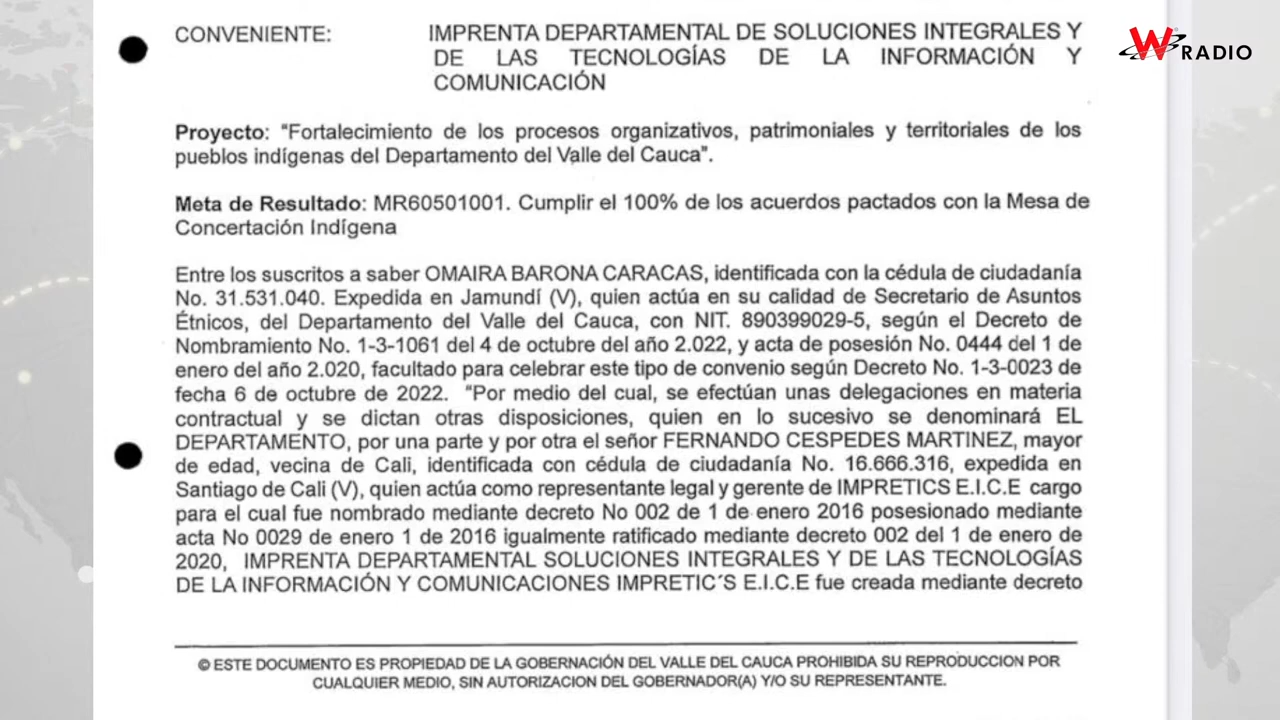 CONVENIENTE: IMPRENTA DEPARTAMENTAL DE SOLUCIONES INTEGRALES Y
DE LAS TECNOLOGÍAS DE LA INFORMACIÓN Y
COMUNICACIÓN
W RADIO
Proyecto: “Fortalecimiento de los procesos organizativos, patrimoniales y territoriales de los
pueblos indígenas del Departamento del Valle del Cauca”.
Meta de Resultado: MR60501001. Cumplir el 100% de los acuerdos pactados con la Mesa de
Concertación Indígena
Entre los suscritos a saber OMAIRA BARONA CARACAS, identificada con la cédula de ciudadanía
No. 31.531.040. Expedida en Jamundí (V), quien actúa en su calidad de Secretario de Asuntos
Étnicos, del Departamento del Valle del Cauca, con NIT. 890399029-5, según el Decreto de
Nombramiento No. 1-3-1061 del 4 de octubre del año 2.022, y acta de posesión No. 0444 del 1 de
enero del año 2.020, facultado para celebrar este tipo de convenio según Decreto No. 1-3-0023 de
fecha 6 de octubre de 2022. “Por medio del cual, se efectúan unas delegaciones en materia
contractual y se dictan otras disposiciones, quien en lo sucesivo se denominará EL
DEPARTAMENTO, por una parte y por otra el señor FERNANDO CESPEDES MARTINEZ, mayor
de edad, vecina de Cali, identificada con cédula de ciudadanía No. 16.666.316, expedida en
Santiago de Cali (V), quien actúa como representante legal y gerente de IMPRETICS E.I.C.E cargo
para el cual fue nombrado mediante decreto No 002 de 1 de enero 2016 posesionado mediante
acta No 0029 de enero 1 de 2016 igualmente ratificado mediante decreto 002 del 1 de enero de
2020, IMPRENTA DEPARTAMENTAL SOLUCIONES INTEGRALES Y DE LAS TECNOLOGÍAS
DE LA INFORMACIÓN Y COMUNICACIONES IMPRETIC´S E.I.C.E fue creada mediante decreto
© ESTE DOCUMENTO ES PROPIEDAD DE LA GOBERNACIÓN DEL VALLE DEL CAUCA PROHIBIDA SU REPRODUCCION POR
CUALQUIER MEDIO, SIN AUTORIZACION DEL GOBERNADOR(A) Y/O SU REPRESENTANTE.